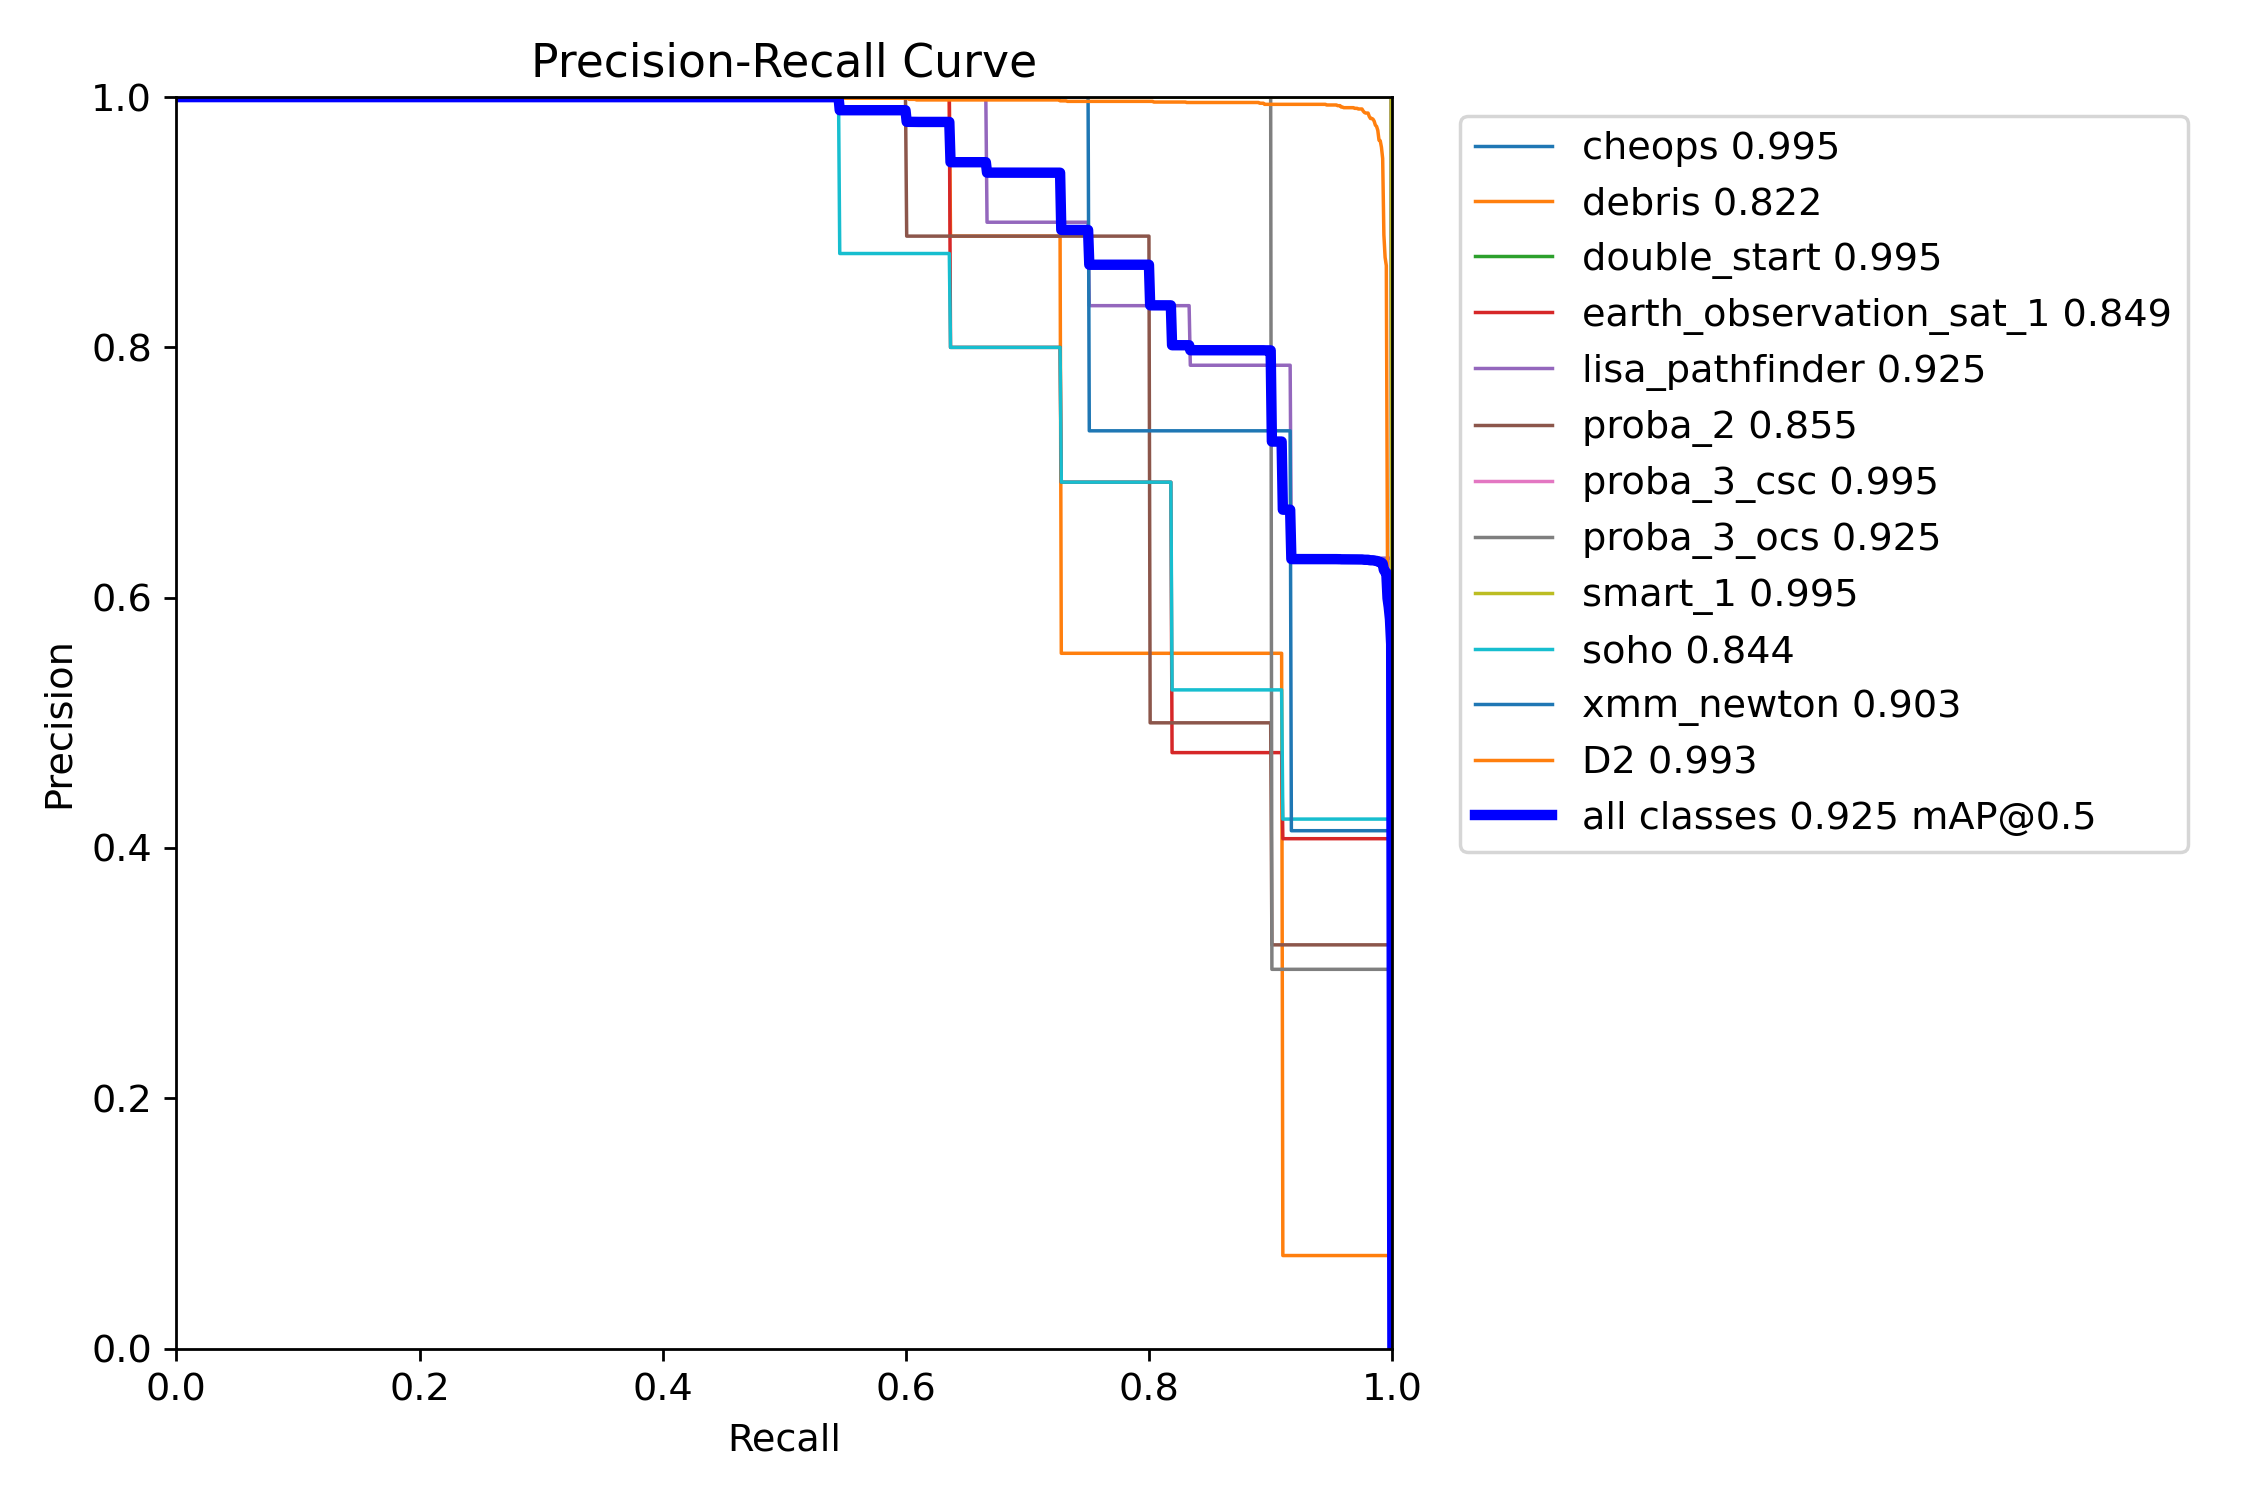 Precision-Recall Curve
1.0
0.8
0.6
0.4
0.2
0.0
Precision
0.0 0.2 0.4 0.6 0.8 1.0
Recall
cheops 0.995
debris 0.822
double_start 0.995
earth_observation_sat_1 0.849
lisa_pathfinder 0.925
proba_2 0.855
proba_3_csc 0.995
proba_3_ocs 0.925
smart_1 0.995
soho 0.844
xmm_newton 0.903
D2 0.993
all classes 0.925 mAP@0.5